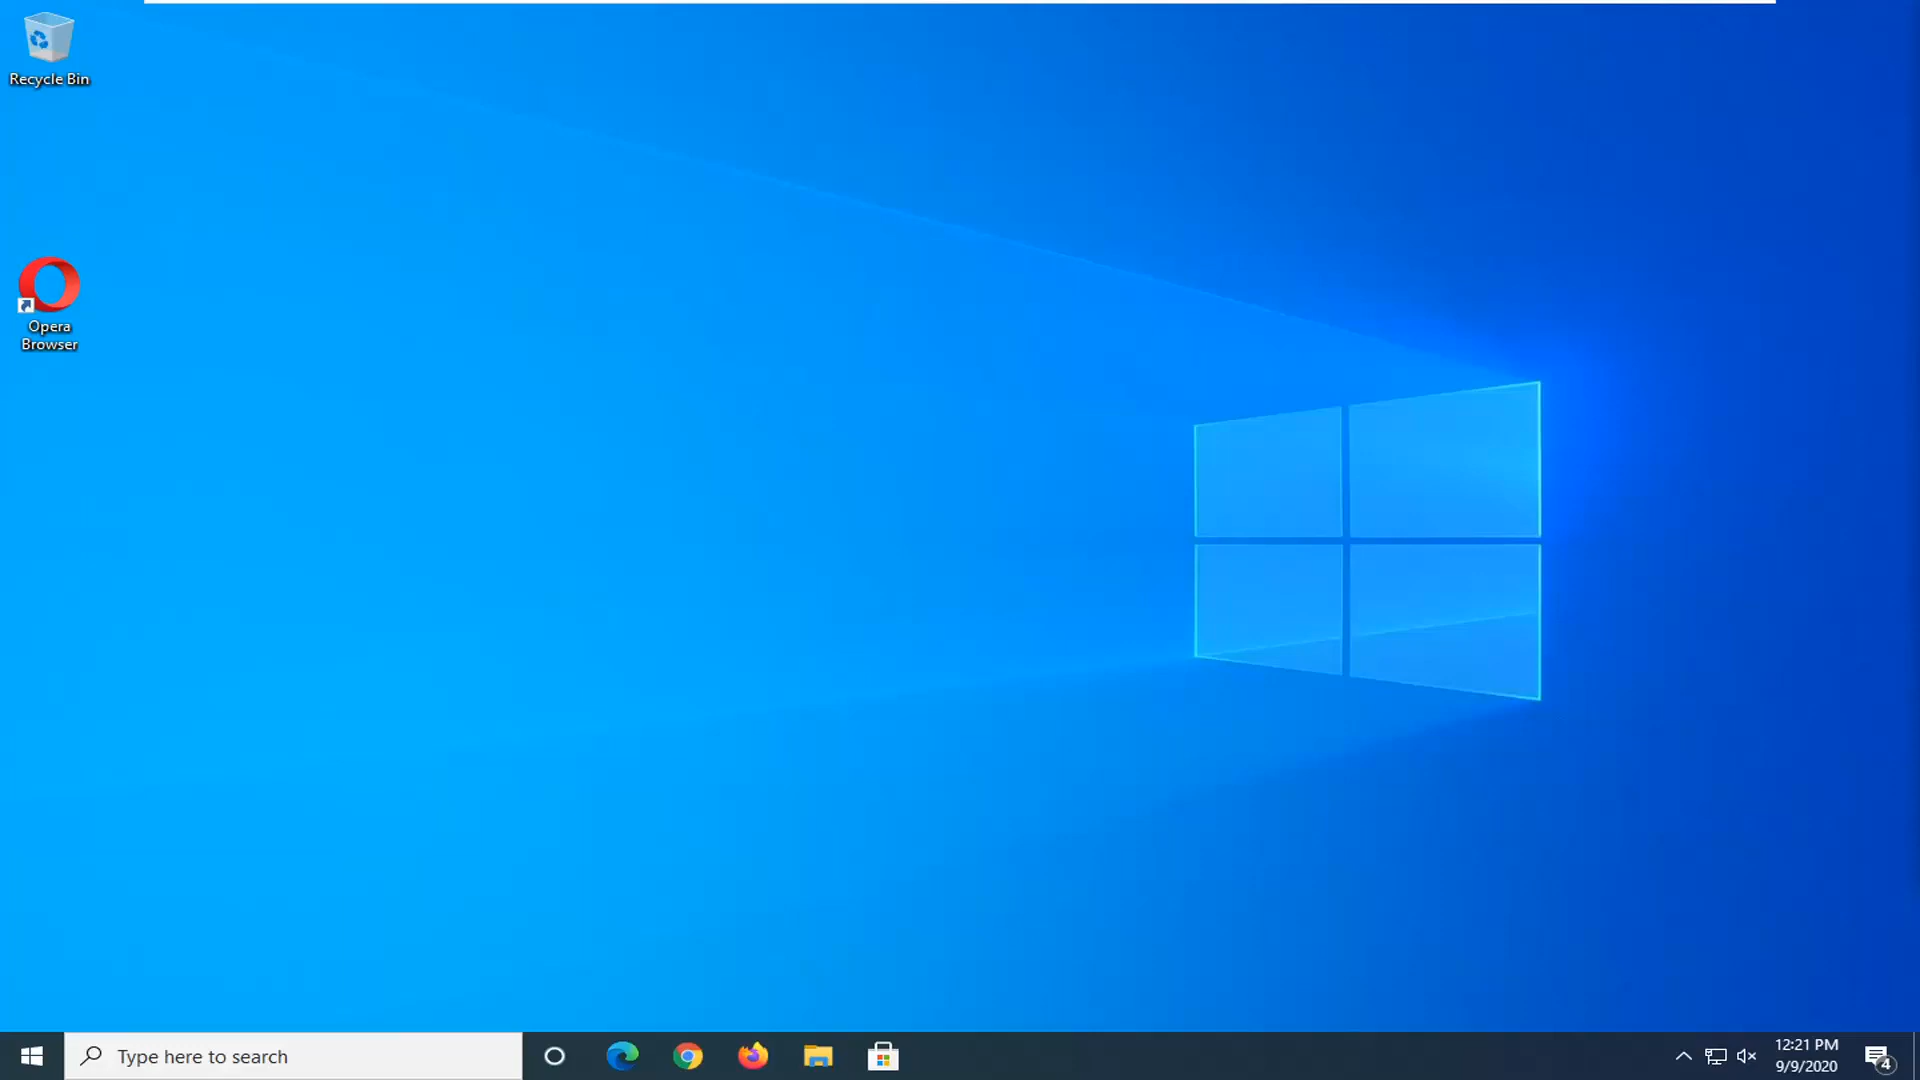 Recycle Bin
Opera
Browser
Type here to search
12:21 PM
9/9/2020
4